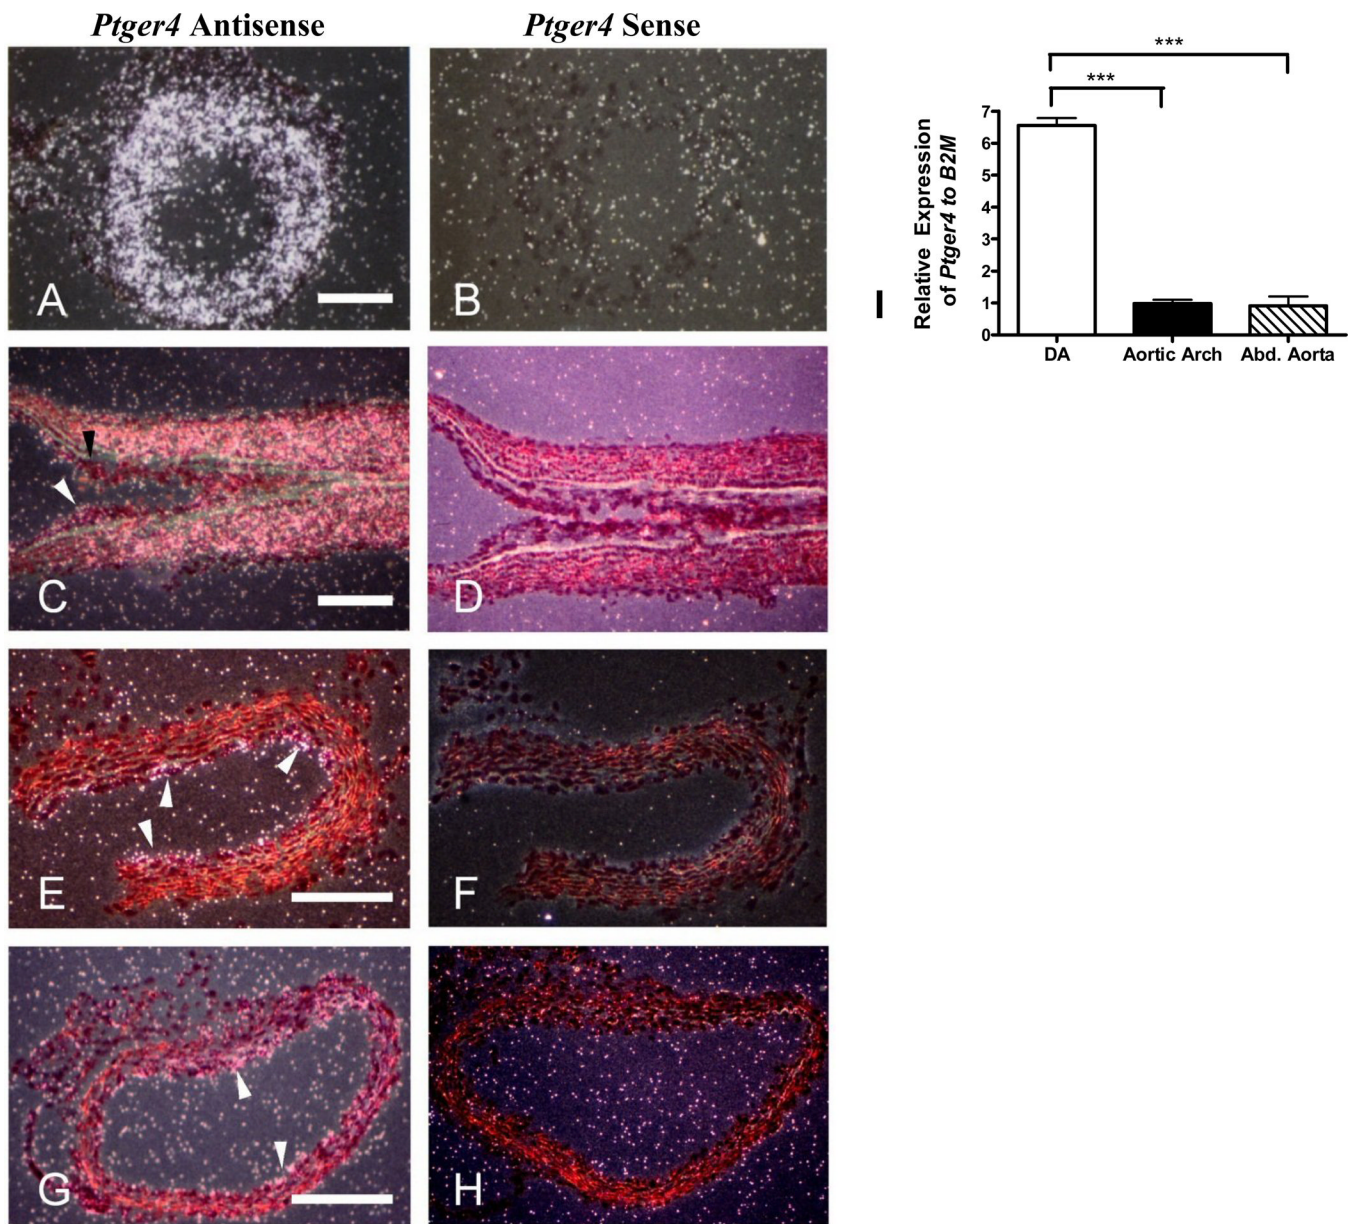 Ptger4 Antisense
Ptger4 Sense
A
B
C
D
E
F
G
H
I
***
***
Relative Expression
of Ptger4 to B2M
7
6
5
4
3
2
1
0
DA
Aortic Arch
Abd. Aorta